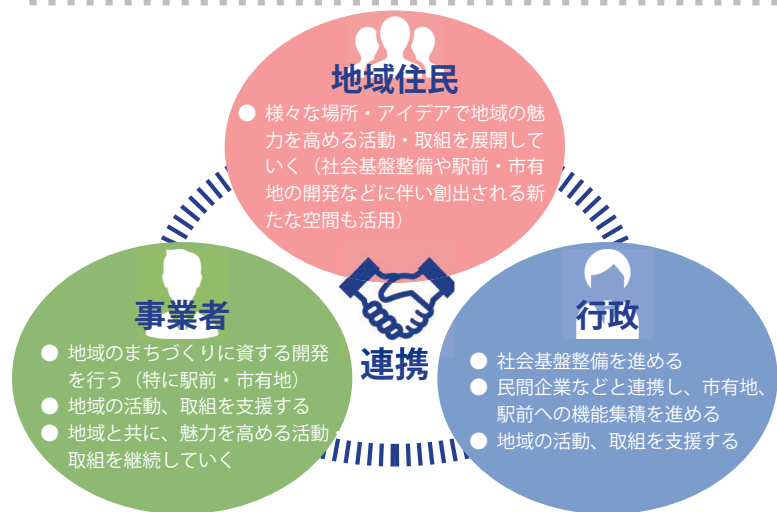 地域住民
● 様々な場所・アイデアで地域の魅
力を高める活動・取組を展開して
いく（社会基盤整備や駅前・市有
地の開発などに伴い創出される新
たな空間も活用）
事業者
● 地域のまちづくりに資する開発
を行う（特に駅前・市有地）
● 地域の活動、取組を支援する
● 地域と共に、魅力を高める活動・
取組を継続していく
連携
行政
● 社会基盤整備を進める
● 民間企業などと連携し、市有地、
駅前への機能集積を進める
● 地域の活動、取組を支援する